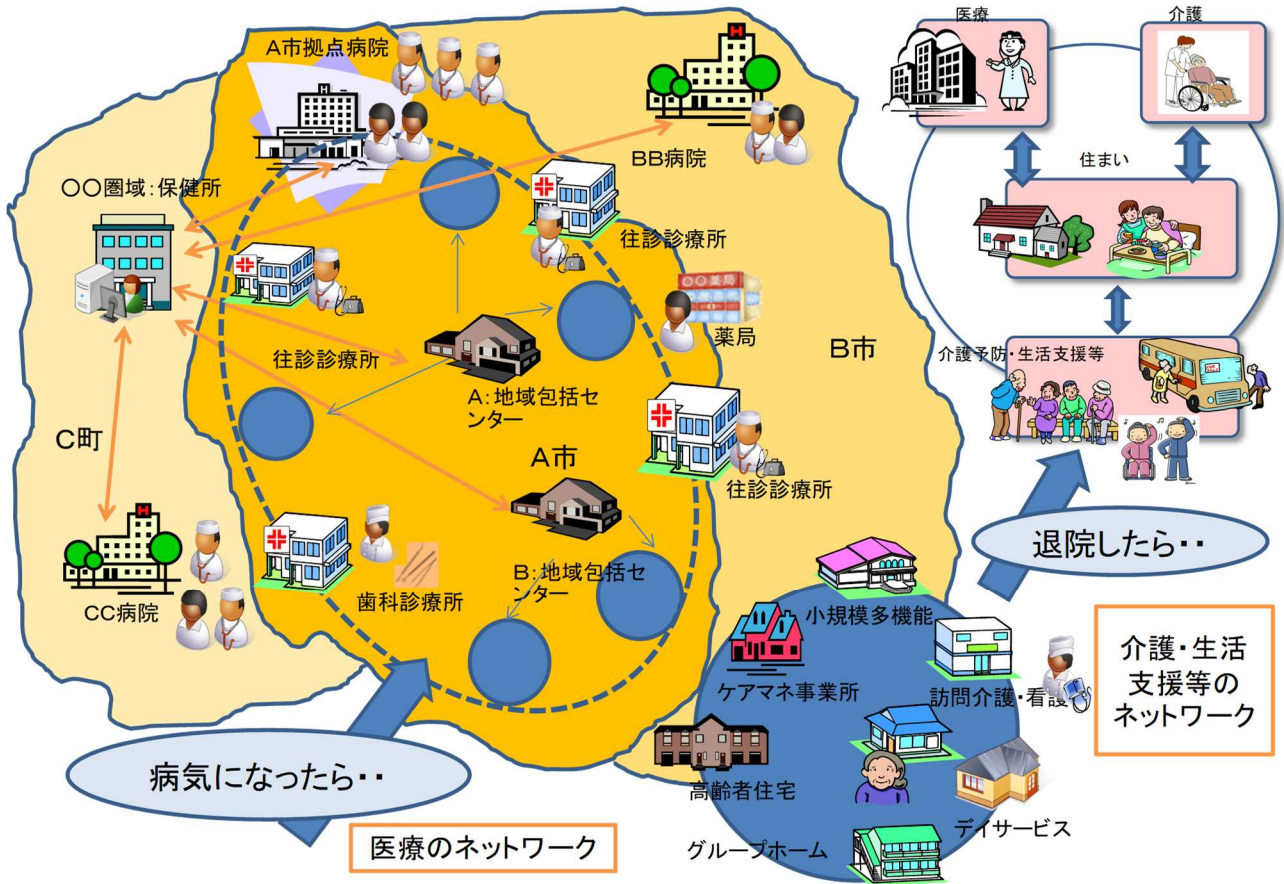 医療
介護
A市拠点病院
BB病院
住まい
〇〇圏域：保健所
往診診療所
〇〇薬局
薬局
B市
往診診療所
介護予防・生活支援等
A：地域包括セ
ンター
C町
A市
往診診療所
退院したら・・
B：地域包括セ
ンター
歯科診療所
CC病院
小規模多機能
ケアマネ事業所
訪問介護・看護
介護・生活
支援等の
ネットワーク
病気になったら・・
高齢者住宅
デイサービス
医療のネットワーク
グループホーム